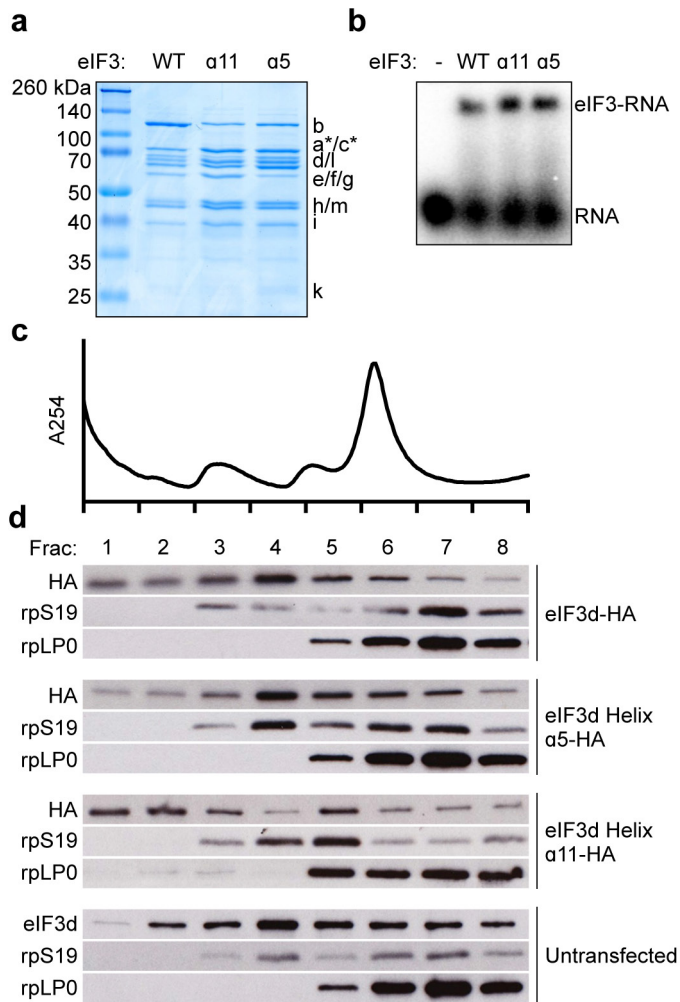 a
eIF3: WT α11 α5
260 kDa
140
100
70
50
40
35
25
b
a*/c*
d/l
e/f/g
h/m
i
k
b
eIF3: - WT α11 α5
eIF3-RNA
RNA
c
A254
d
Frac: 1 2 3 4 5 6 7 8
HA
rpS19
rpLP0
eIF3d-HA
HA
rpS19
rpLP0
eIF3d Helix
α5-HA
HA
rpS19
rpLP0
eIF3d Helix
α11-HA
eIF3d
rpS19
rpLP0
Untransfected